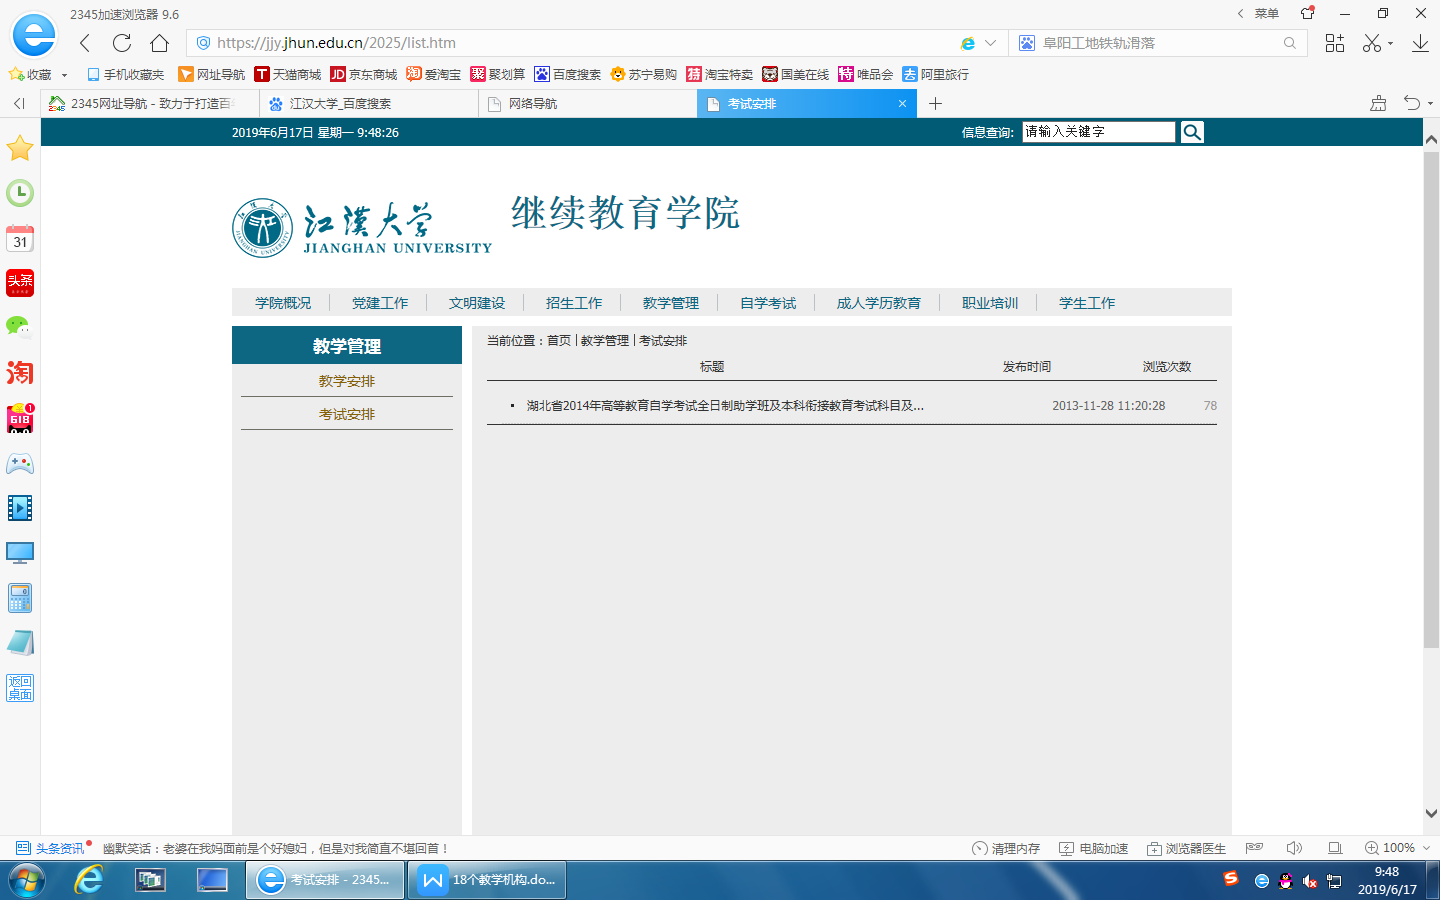 2345加速浏览器 9.6
菜单
https://jjy.jhun.edu.cn/2025/list.htm
阜阳工地铁轨滑落
收藏 手机收藏夹 网址导航 天猫商城 京东商城 爱淘宝 聚划算 百度搜索 苏宁易购 淘宝特卖 国美在线 唯品会 阿里旅行
2345网址导航 - 致力于打造百
江汉大学_百度搜索
网络导航
考试安排
2019年6月17日 星期一 9:48:26
信息查询:
请输入关键字
31
头条
淘
618
1
返回
桌面
江汉大学
JIANGHAN UNIVERSITY
继续教育学院
学院概况 党建工作 文明建设 招生工作 教学管理 自学考试 成人学历教育 职业培训 学生工作
教学管理
教学安排
考试安排
当前位置：首页 | 教学管理 | 考试安排
标题 发布时间 浏览次数
湖北省2014年高等教育自学考试全日制助学班及本科衔接教育考试科目及... 2013-11-28 11:20:28 78
头条资讯
幽默笑话：老婆在我妈面前是个好媳妇，但是对我简直不堪回首！
清理内存 电脑加速 浏览器医生 100%
考试安排 - 2345...
18个教学机构.do...
9:48
2019/6/17